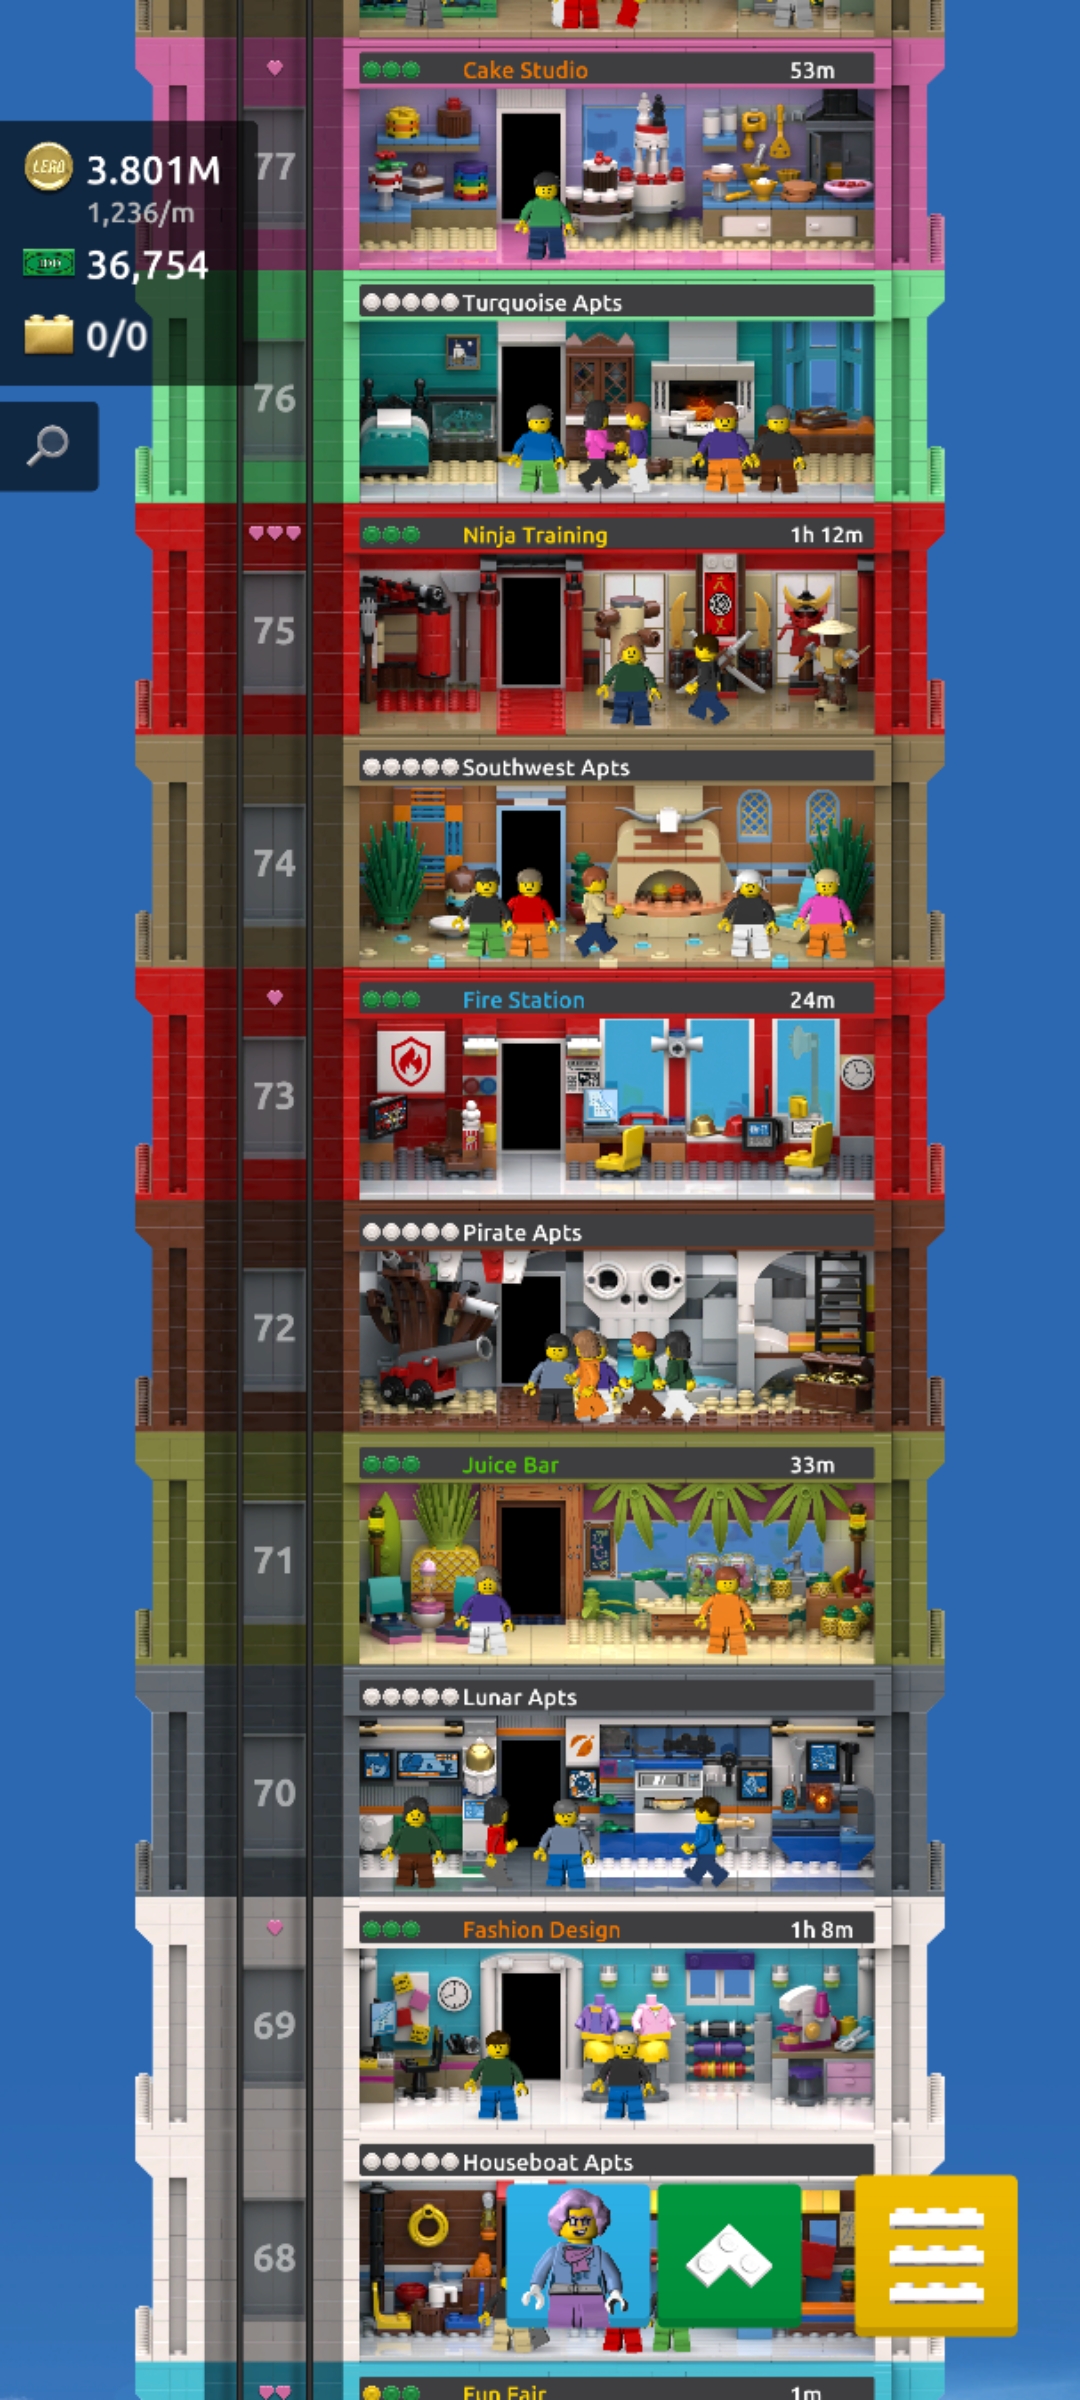 Cake Studio 53m
77
LEGO 3.801M
1,236/m
36,754
0/0
Turquoise Apts
76
Ninja Training 1h 12m
75
Southwest Apts
74
Fire Station 24m
73
Pirate Apts
72
Juice Bar 33m
71
Lunar Apts
70
Fashion Design 1h 8m
69
Houseboat Apts
68
Fun Fair 1m